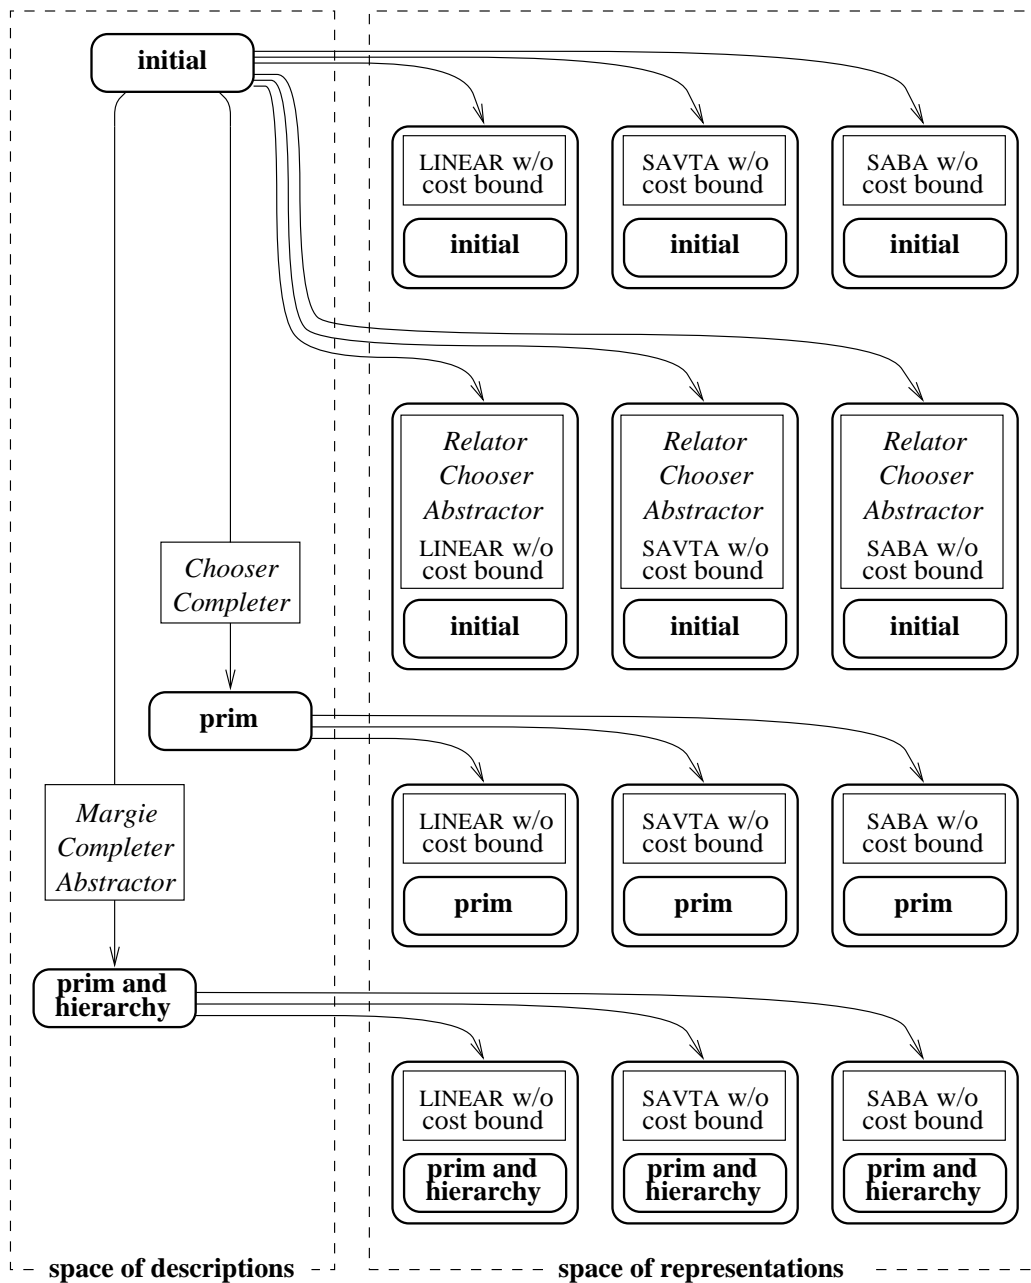 initial
LINEAR w/o
cost bound
initial
SAVTA w/o
cost bound
initial
SABA w/o
cost bound
initial
Relator
Chooser
Abstractor
LINEAR w/o
cost bound
initial
Relator
Chooser
Abstractor
SAVTA w/o
cost bound
initial
Relator
Chooser
Abstractor
SABA w/o
cost bound
initial
Chooser
Completer
prim
LINEAR w/o
cost bound
prim
SAVTA w/o
cost bound
prim
SABA w/o
cost bound
prim
Margie
Completer
Abstractor
prim and
hierarchy
LINEAR w/o
cost bound
prim and
hierarchy
SAVTA w/o
cost bound
prim and
hierarchy
SABA w/o
cost bound
prim and
hierarchy
space of descriptions
space of representations